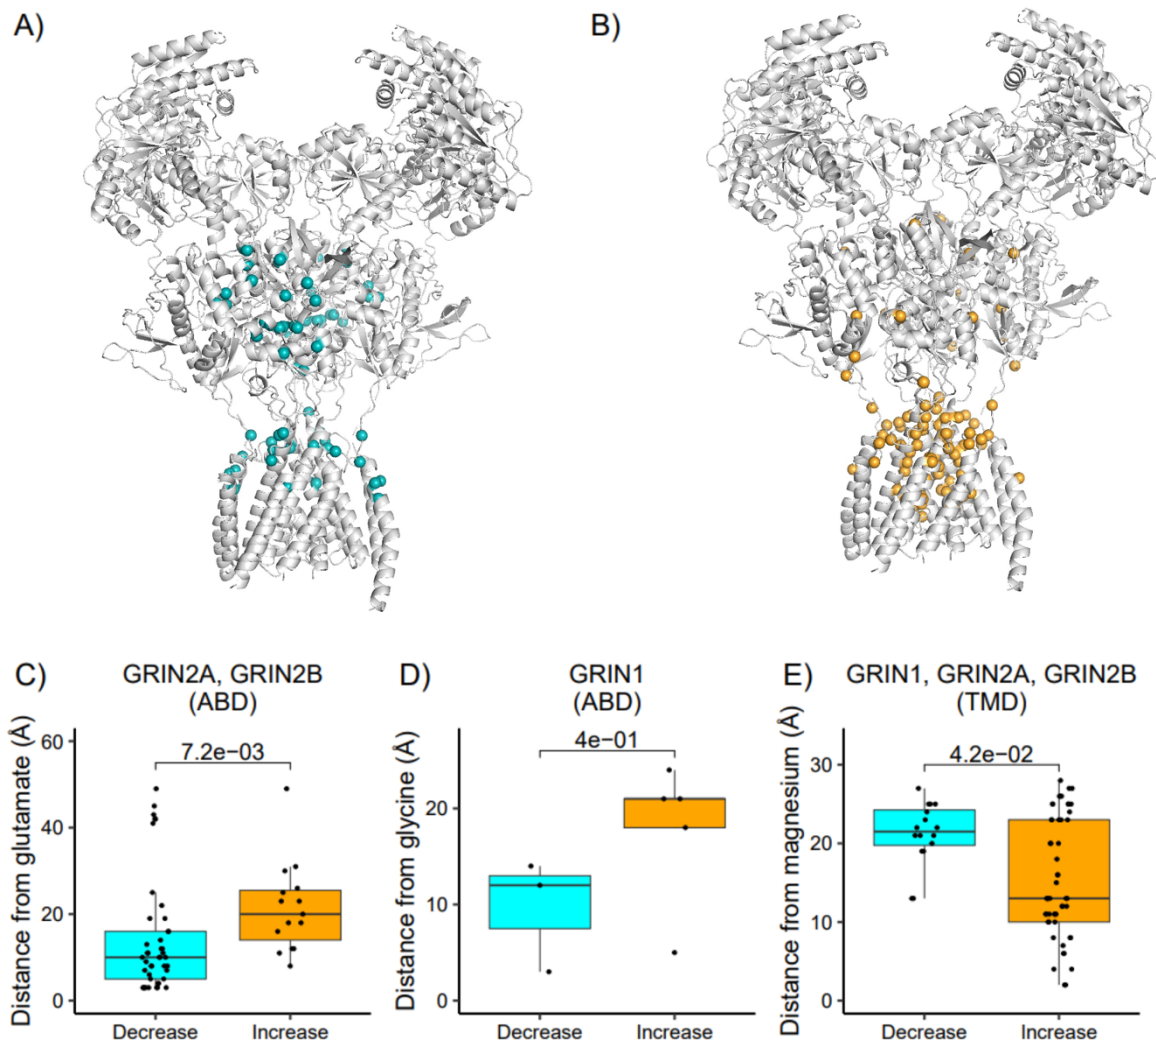 A)
B)
C)
GRIN2A, GRIN2B
(ABD)
Distance from glutamate (Å)
60
40
20
0
7.2e−03
Decrease
Increase
D)
GRIN1
(ABD)
Distance from glycine (Å)
20
10
0
4e−01
Decrease
Increase
E)
GRIN1, GRIN2A, GRIN2B
(TMD)
Distance from magnesium (Å)
30
20
10
0
4.2e−02
Decrease
Increase